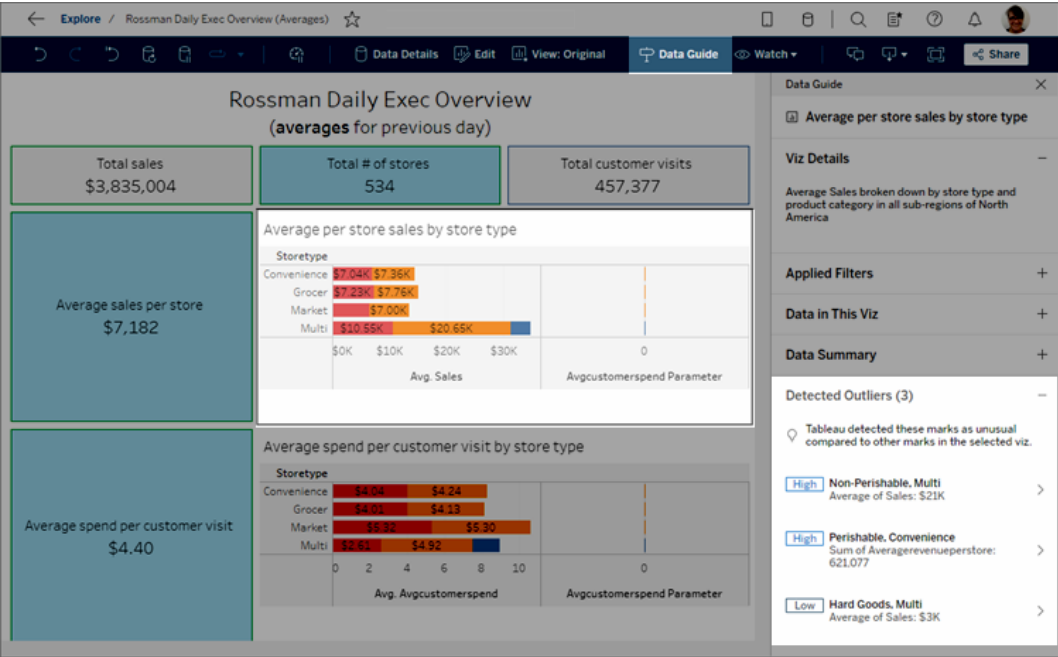 Explore / Rossman Daily Exec Overview (Averages)
Data Details Edit View: Original Data Guide Watch Share
Rossman Daily Exec Overview
(averages for previous day)
Total sales
$3,835,004
Total # of stores
534
Total customer visits
457,377
Average sales per store
$7,182
Average per store sales by store type
Storetype
Convenience $7.04K $7.36K
Grocer $7.23K $7.76K
Market $7.00K
Multi $10.55K $20.65K
$0K $10K $20K $30K 0
Avg. Sales Avgcustomerspend Parameter
Average spend per customer visit
$4.40
Average spend per customer visit by store type
Storetype
Convenience $4.04 $4.24
Grocer $4.01 $4.13
Market $5.32 $5.30
Multi $2.61 $4.92
0 2 4 6 8 10 0
Avg. Avgcustomerspend Avgcustomerspend Parameter
Data Guide
Average per store sales by store type
Viz Details
Average Sales broken down by store type and
product category in all sub-regions of North
America
Applied Filters
Data in This Viz
Data Summary
Detected Outliers (3)
Tableau detected these marks as unusual
compared to other marks in the selected viz.
High Non-Perishable, Multi
Average of Sales: $21K
High Perishable, Convenience
Sum of Averagerevenueperstore:
621,077
Low Hard Goods, Multi
Average of Sales: $3K